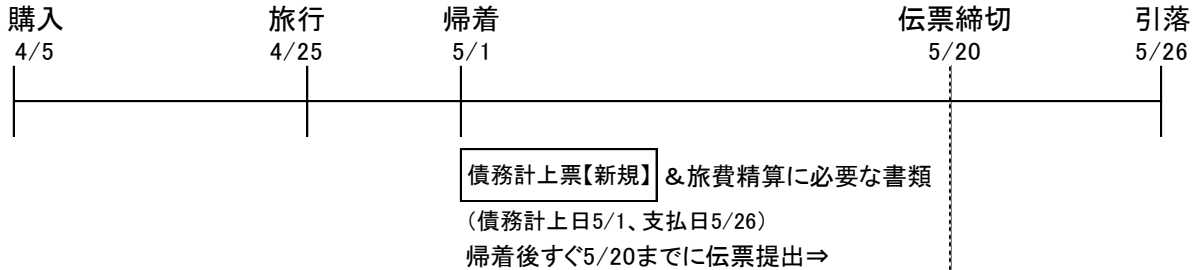 購入 旅行 帰着 伝票締切 引落
4/5 4/25 5/1 5/20 5/26
債務計上票【新規】 &旅費精算に必要な書類
(債務計上日5/1、支払日5/26)
帰着後すぐ5/20までに伝票提出⇒